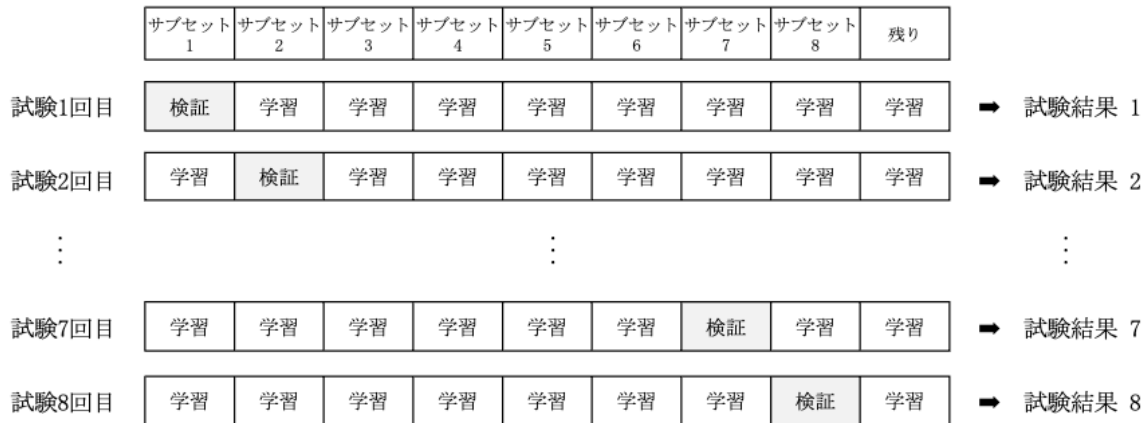 サブセット サブセット サブセット サブセット サブセット サブセット サブセット サブセット 残り
1 2 3 4 5 6 7 8
試験1回目 検証 学習 学習 学習 学習 学習 学習 学習 学習 ➡ 試験結果 1
試験2回目 学習 検証 学習 学習 学習 学習 学習 学習 学習 ➡ 試験結果 2
⋮ ⋮ ⋮
試験7回目 学習 学習 学習 学習 学習 学習 検証 学習 学習 ➡ 試験結果 7
試験8回目 学習 学習 学習 学習 学習 学習 学習 検証 学習 ➡ 試験結果 8